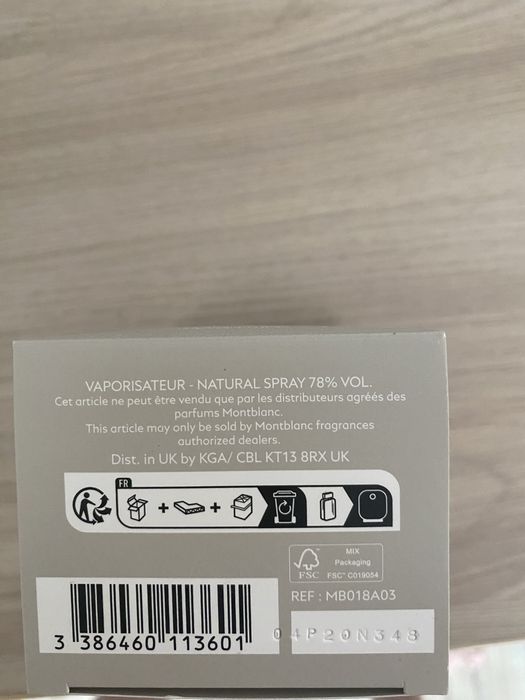 VAPORISATEUR - NATURAL SPRAY 78% VOL.
Cet article ne peut être vendu que par les distributeurs agréés des
parfums Montblanc.
This article may only be sold by Montblanc fragrances
authorized dealers.
Dist. in UK by KGA/ CBL KT13 8RX UK
FR
+ +
FSC
MIX
Packaging
FSC™ C019054
REF : MB018A03
3 386460 113601
04P20N348